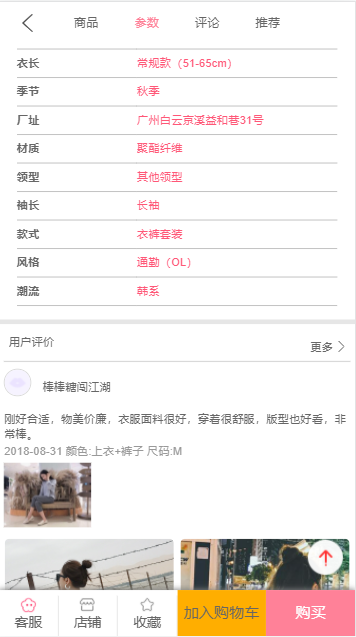 商品 参数 评论 推荐
衣长 常规款（51-65cm）
季节 秋季
厂址 广州白云京溪益和巷31号
材质 聚酯纤维
领型 其他领型
袖长 长袖
款式 衣裤套装
风格 通勤（OL）
潮流 韩系
用户评价 更多
棒棒糖闯江湖
刚好合适，物美价廉，衣服面料很好，穿着很舒服，版型也好看，非
常棒。
2018-08-31 颜色:上衣+裤子 尺码:M
客服 店铺 收藏 加入购物车 购买